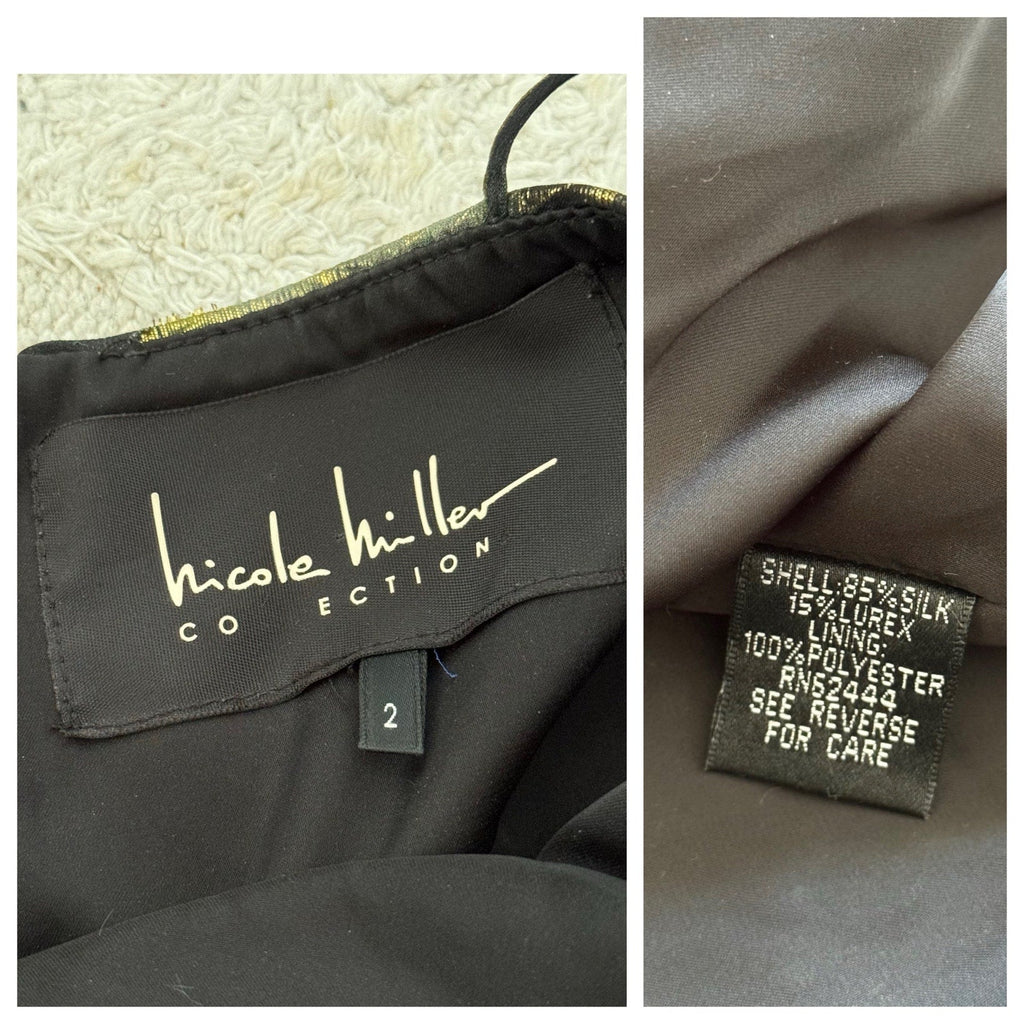 nicole miller
CO ECTION
2
SHELL:85%SILK
15%LUREX
LINING:
100%POLYESTER
RN62444
SEE REVERSE
FOR CARE